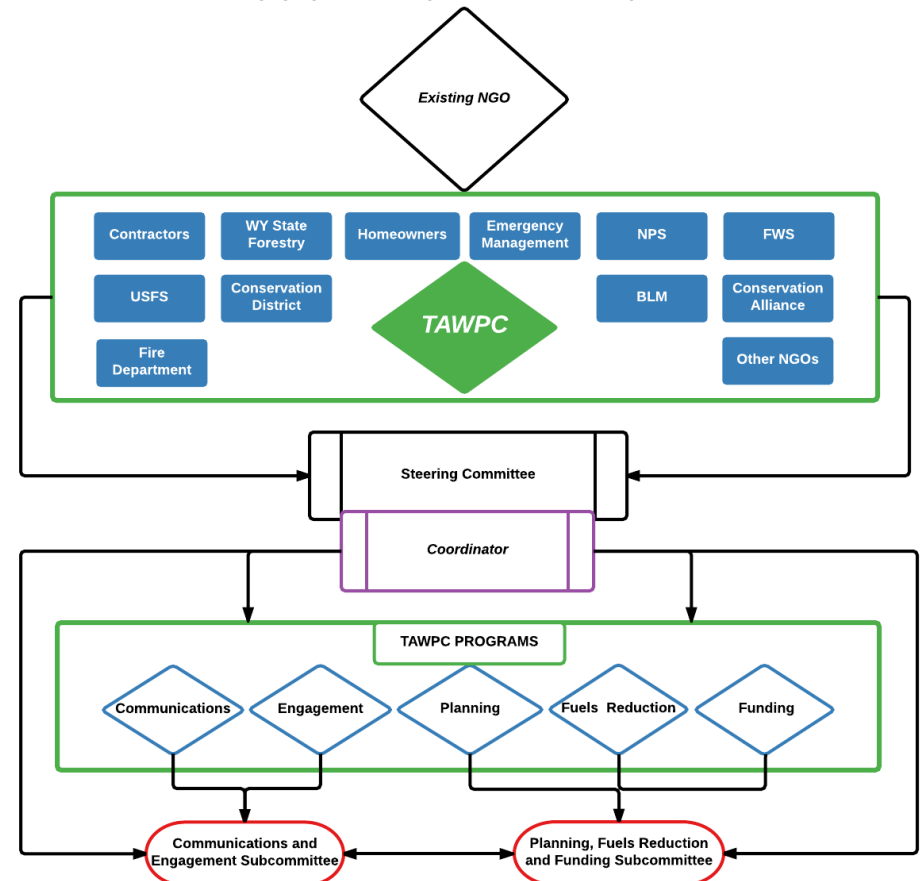 Existing NGO
Contractors
WY State
Forestry
Homeowners
Emergency
Management
NPS
FWS
USFS
Conservation
District
TAWPC
BLM
Conservation
Alliance
Fire
Department
Other NGOs
Steering Committee
Coordinator
TAWPC PROGRAMS
Communications
Engagement
Planning
Fuels Reduction
Funding
Communications and
Engagement Subcommittee
Planning, Fuels Reduction
and Funding Subcommittee